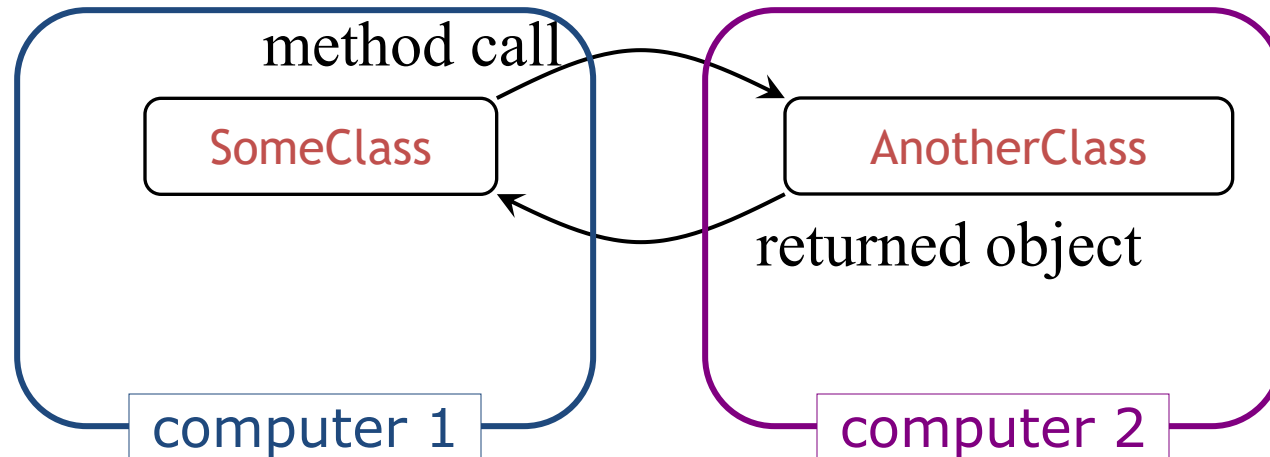 method call
SomeClass
AnotherClass
returned object
computer 1
computer 2